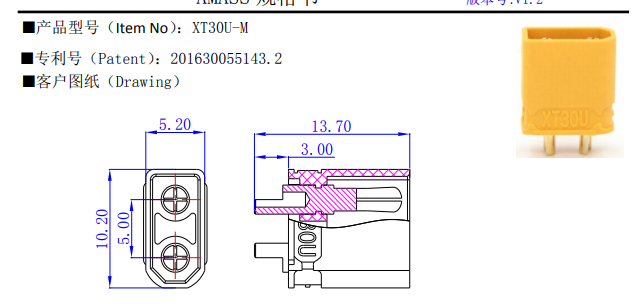 AMASS 规格书
版本号:V1.2
■产品型号（Item No）：XT30U-M
■专利号（Patent）：201630055143.2
■客户图纸（Drawing）
XT30U
5.20
13.70
3.00
10.20
5.00
30U